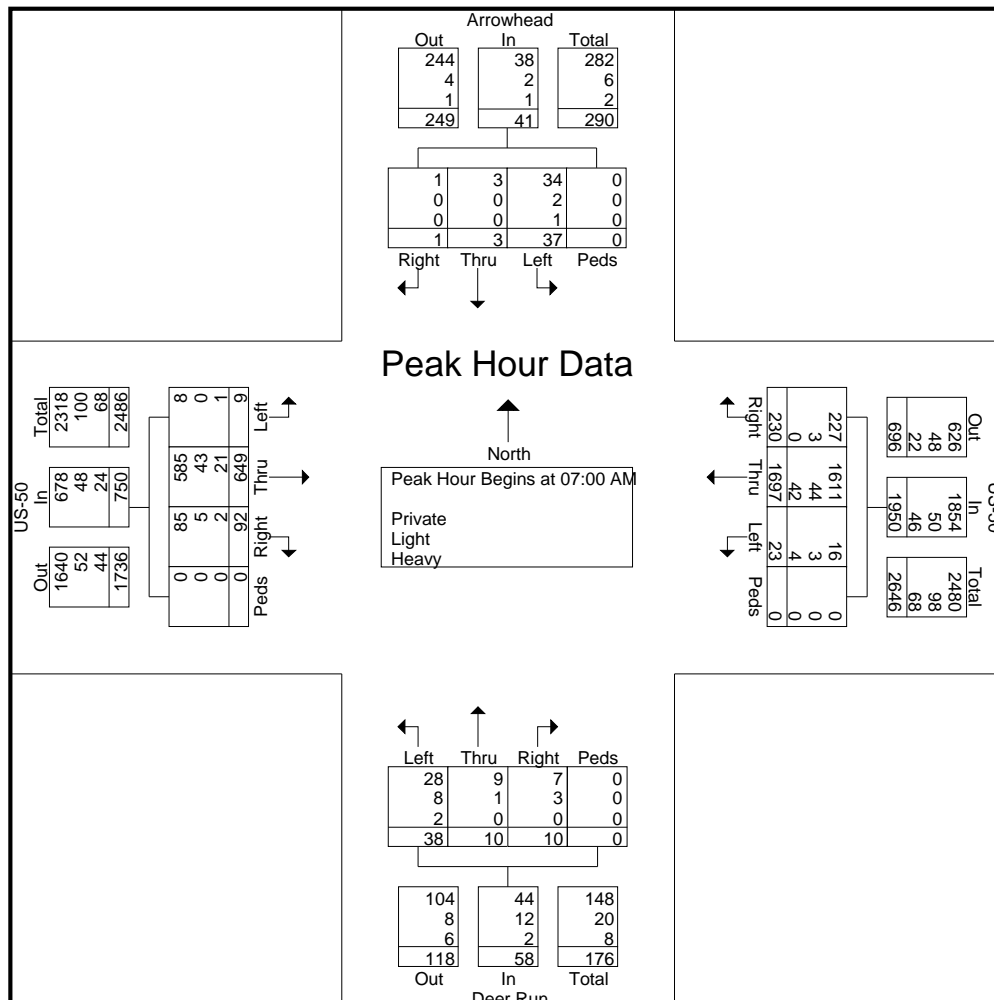 Arrowhead
Out In Total
244 38 282
4 2 6
1 1 2
249 41 290
1 3 34 0
0 0 2 0
0 0 1 0
1 3 37 0
Right Thru Left Peds
Peak Hour Data
North
Peak Hour Begins at 07:00 AM
Private
Light
Heavy
US-50
Out In Total
1640 678 2318
52 48 100
44 24 68
1736 750 2486
0 85 585 8
0 5 43 0
0 2 21 1
0 92 649 9
Peds Right Thru Left
US-50
Out In Total
626 1854 2480
48 50 98
22 46 68
696 1950 2646
227 1611 16 0
3 44 3 0
0 42 4 0
230 1697 23 0
Right Thru Left Peds
Left Thru Right Peds
28 9 7 0
8 1 3 0
2 0 0 0
38 10 10 0
104 44 148
8 12 20
6 2 8
118 58 176
Out In Total
Deer Run